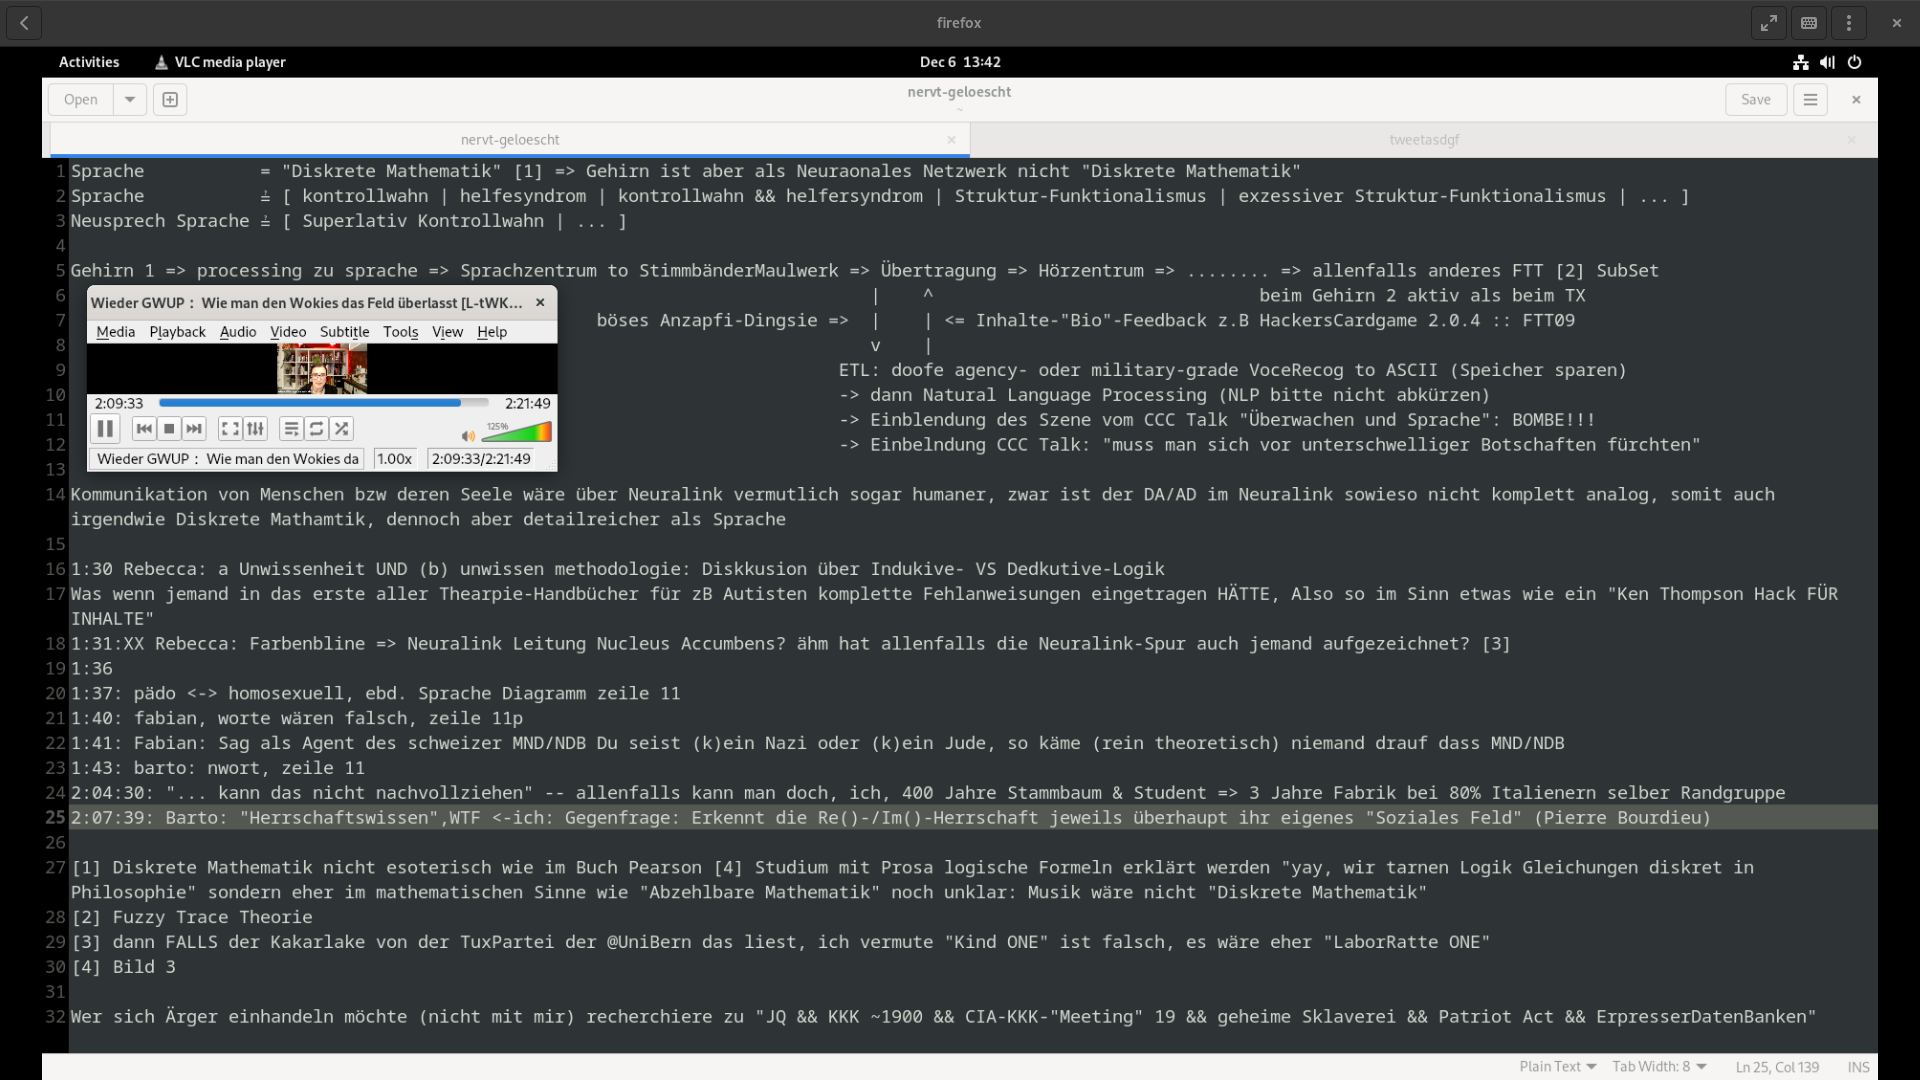 firefox
Activities
VLC media player
Dec 6 13:42
Open
nervt-geloescht
~
Save
nervt-geloescht
tweetasdgf
1 Sprache = "Diskrete Mathematik" [1] => Gehirn ist aber als Neuraonales Netzwerk nicht "Diskrete Mathematik"
2 Sprache ≟ [ kontrollwahn | helfesyndrom | kontrollwahn && helfersyndrom | Struktur-Funktionalismus | exzessiver Struktur-Funktionalismus | ... ]
3 Neusprech Sprache ≟ [ Superlativ Kontrollwahn | ... ]
4
5 Gehirn 1 => processing zu sprache => Sprachzentrum to StimmbänderMaulwerk => Übertragung => Hörzentrum => ........ => allenfalls anderes FTT [2] SubSet
6 | ^ beim Gehirn 2 aktiv als beim TX
7 böses Anzapfi-Dingsie => | | <= Inhalte-"Bio"-Feedback z.B HackersCardgame 2.0.4 :: FTT09
8 v |
9 ETL: doofe agency- oder military-grade VoceRecog to ASCII (Speicher sparen)
10 -> dann Natural Language Processing (NLP bitte nicht abkürzen)
11 -> Einblendung des Szene vom CCC Talk "Überwachen und Sprache": BOMBE!!!
12 -> Einbelndung CCC Talk: "muss man sich vor unterschwelliger Botschaften fürchten"
13
Wieder GWUP : Wie man den Wokies das Feld überlasst [L-tWK...
Media Playback Audio Video Subtitle Tools View Help
2:09:33
2:21:49
125%
Wieder GWUP : Wie man den Wokies da
1.00x
2:09:33/2:21:49
14 Kommunikation von Menschen bzw deren Seele wäre über Neuralink vermutlich sogar humaner, zwar ist der DA/AD im Neuralink sowieso nicht komplett analog, somit auch
irgendwie Diskrete Mathamtik, dennoch aber detailreicher als Sprache
15
16 1:30 Rebecca: a Unwissenheit UND (b) unwissen methodologie: Diskkusion über Indukive- VS Dedkutive-Logik
17 Was wenn jemand in das erste aller Thearpie-Handbücher für zB Autisten komplette Fehlanweisungen eingetragen HÄTTE, Also so im Sinn etwas wie ein "Ken Thompson Hack FÜR
INHALTE"
18 1:31:XX Rebecca: Farbenbline => Neuralink Leitung Nucleus Accumbens? ähm hat allenfalls die Neuralink-Spur auch jemand aufgezeichnet? [3]
19 1:36
20 1:37: pädo <-> homosexuell, ebd. Sprache Diagramm zeile 11
21 1:40: fabian, worte wären falsch, zeile 11p
22 1:41: Fabian: Sag als Agent des schweizer MND/NDB Du seist (k)ein Nazi oder (k)ein Jude, so käme (rein theoretisch) niemand drauf dass MND/NDB
23 1:43: barto: nwort, zeile 11
24 2:04:30: "... kann das nicht nachvollziehen" -- allenfalls kann man doch, ich, 400 Jahre Stammbaum & Student => 3 Jahre Fabrik bei 80% Italienern selber Randgruppe
25 2:07:39: Barto: "Herrschaftswissen",WTF <-ich: Gegenfrage: Erkennt die Re()-/Im()-Herrschaft jeweils überhaupt ihr eigenes "Soziales Feld" (Pierre Bourdieu)
26
27 [1] Diskrete Mathematik nicht esoterisch wie im Buch Pearson [4] Studium mit Prosa logische Formeln erklärt werden "yay, wir tarnen Logik Gleichungen diskret in
Philosophie" sondern eher im mathematischen Sinne wie "Abzehlbare Mathematik" noch unklar: Musik wäre nicht "Diskrete Mathematik"
28 [2] Fuzzy Trace Theorie
29 [3] dann FALLS der Kakarlake von der TuxPartei der @UniBern das liest, ich vermute "Kind ONE" ist falsch, es wäre eher "LaborRatte ONE"
30 [4] Bild 3
31
32 Wer sich Ärger einhandeln möchte (nicht mit mir) recherchiere zu "JQ && KKK ~1900 && CIA-KKK-"Meeting" 19 && geheime Sklaverei && Patriot Act && ErpresserDatenBanken"
Plain Text
Tab Width: 8
Ln 25, Col 139
INS